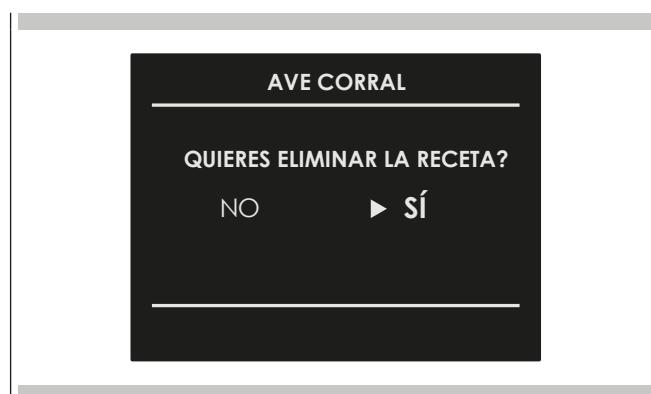 AVE CORRAL
QUIERES ELIMINAR LA RECETA?
NO ▶ SÍ